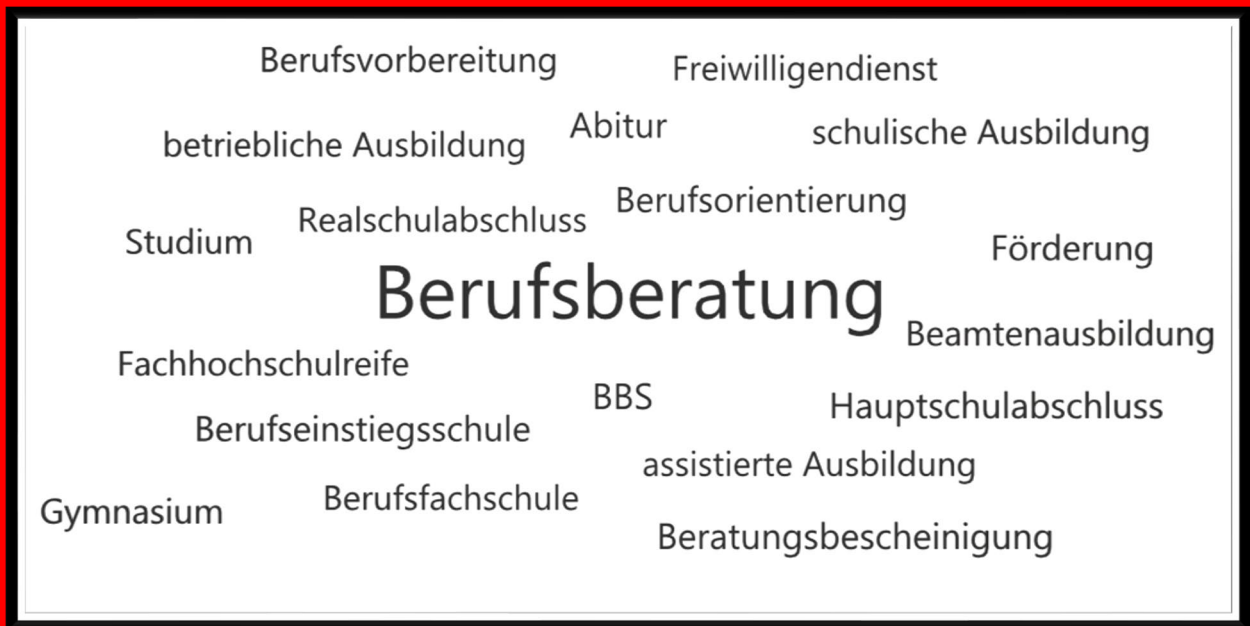 Berufsvorbereitung
Freiwilligendienst
Abitur
schulische Ausbildung
betriebliche Ausbildung
Berufsorientierung
Realschulabschluss
Studium
Förderung
Berufsberatung
Beamtenausbildung
Fachhochschulreife
BBS
Hauptschulabschluss
Berufseinstiegsschule
assistierte Ausbildung
Berufsfachschule
Gymnasium
Beratungsbescheinigung